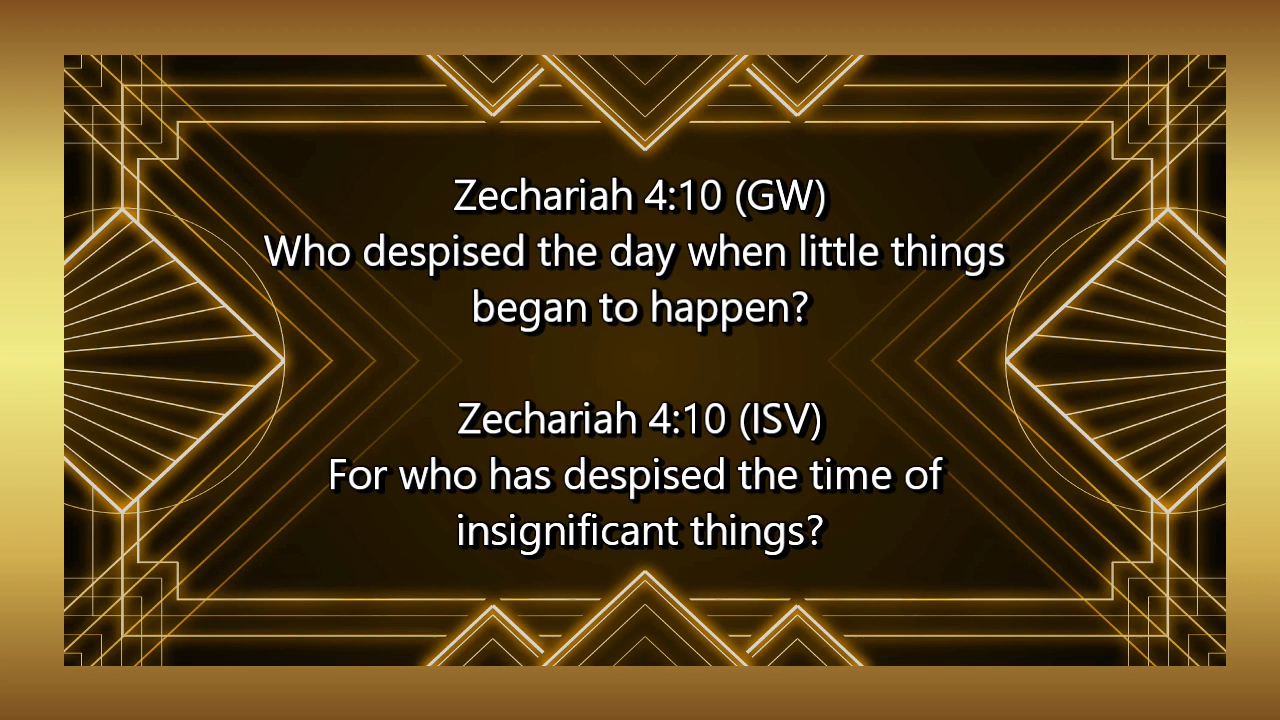 Zechariah 4:10 (GW)
Who despised the day when little things
began to happen?
Zechariah 4:10 (ISV)
For who has despised the time of
insignificant things?